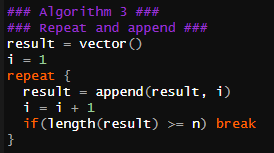 ### Algorithm 3 ###
### Repeat and append ###
result = vector()
i = 1
repeat {
  result = append(result, i)
  i = i + 1
  if(length(result) >= n) break
}